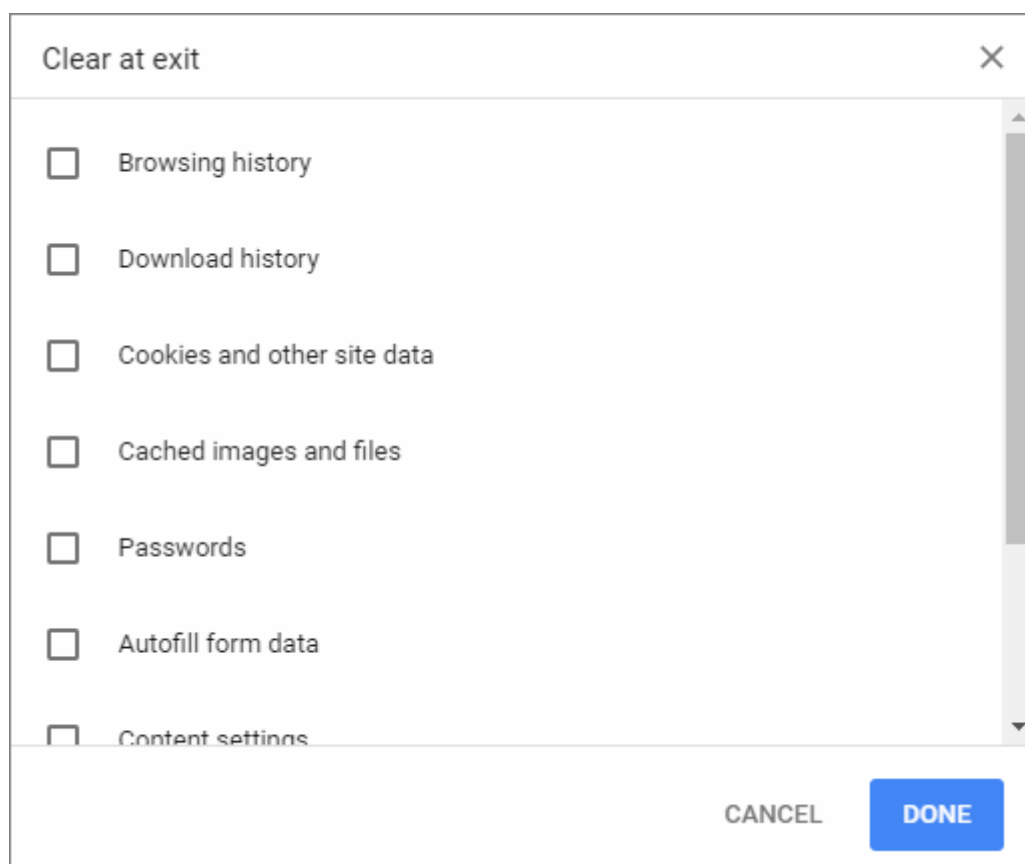 Clear at exit
Browsing history
Download history
Cookies and other site data
Cached images and files
Passwords
Autofill form data
Content settings
CANCEL DONE